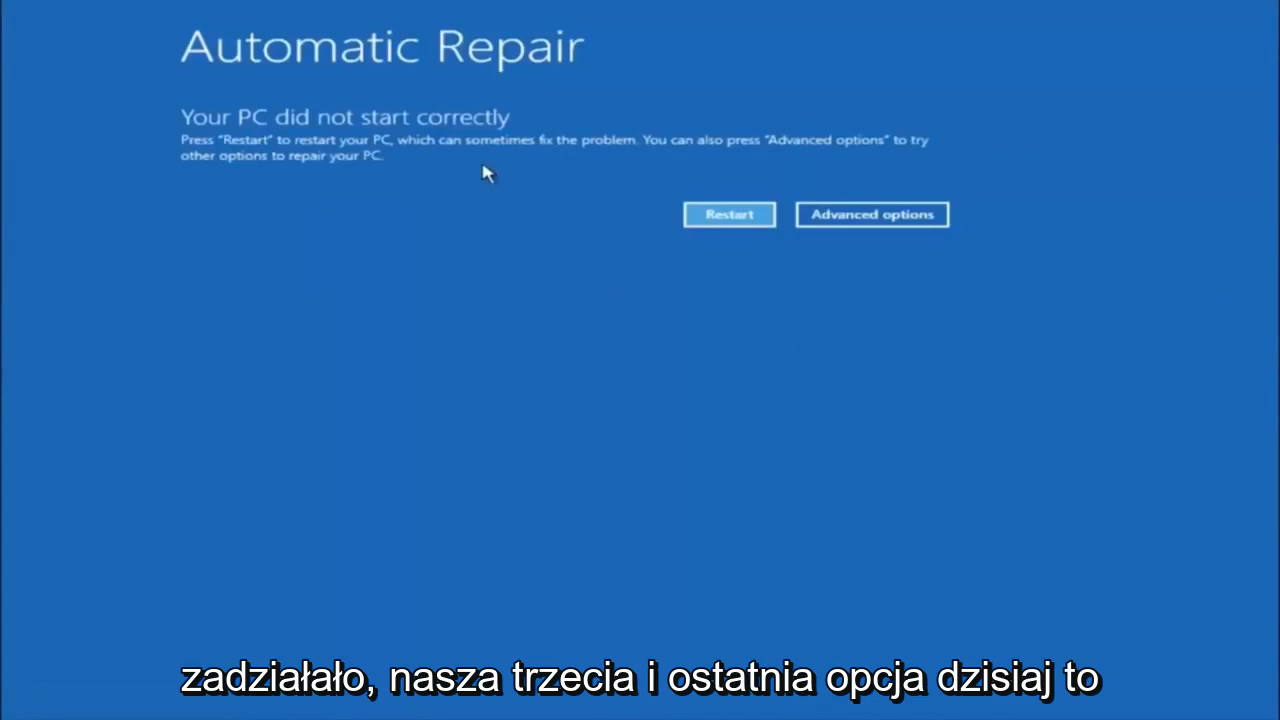 Automatic Repair
Your PC did not start correctly
Press "Restart" to restart your PC, which can sometimes fix the problem. You can also press "Advanced options" to try
other options to repair your PC.
Restart
Advanced options
zadziałało, nasza trzecia i ostatnia opcja dzisiaj to